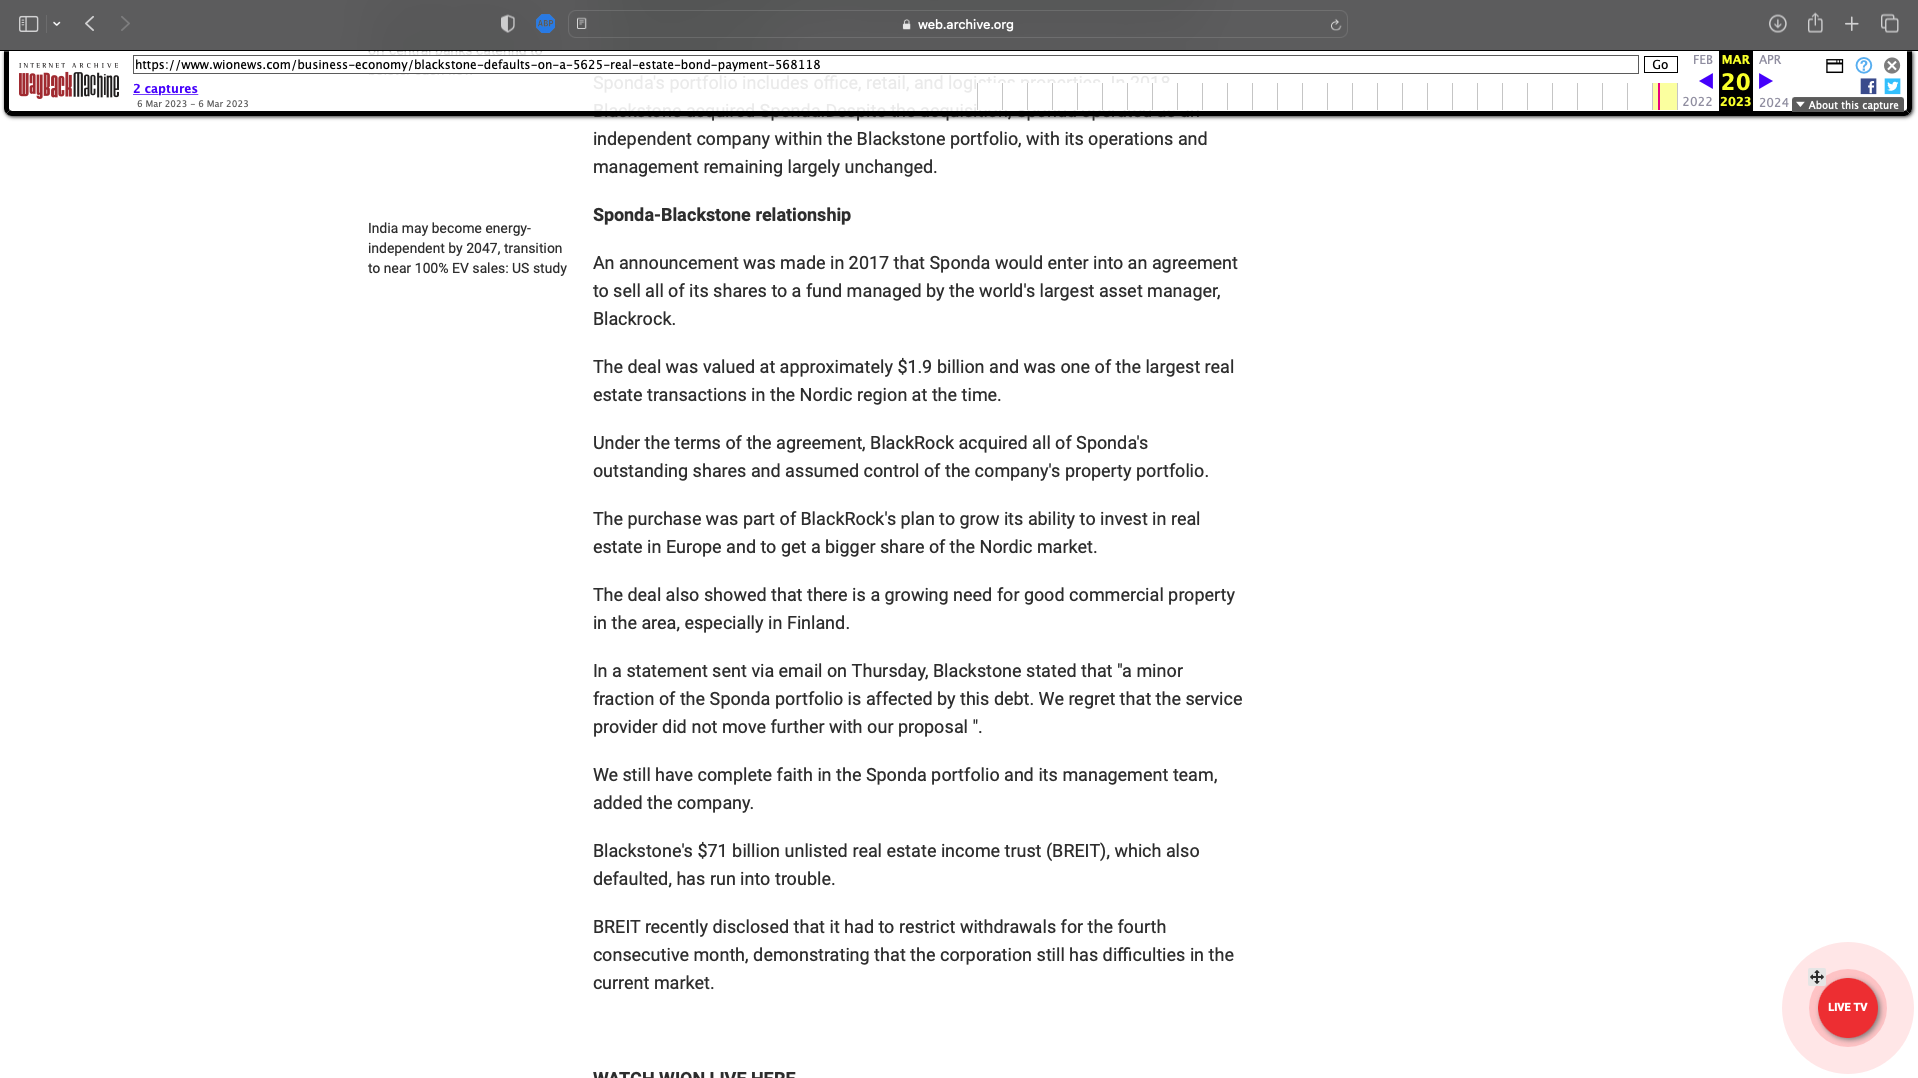 web.archive.org
INTERNET ARCHIVE
WayBackMachine
https://www.wionews.com/business-economy/blackstone-defaults-on-a-5625-real-estate-bond-payment-568118
Go
FEB MAR APR
2 captures
20
6 Mar 2023 – 6 Mar 2023
2022 2023 2024
About this capture
Sponda's portfolio includes office, retail, and logistics properties. In 2018
Blackstone acquired Sponda.Despite the acquisition, Sponda operated as an
independent company within the Blackstone portfolio, with its operations and
management remaining largely unchanged.
Sponda-Blackstone relationship
India may become energy-
independent by 2047, transition
to near 100% EV sales: US study
An announcement was made in 2017 that Sponda would enter into an agreement
to sell all of its shares to a fund managed by the world's largest asset manager,
Blackrock.
The deal was valued at approximately $1.9 billion and was one of the largest real
estate transactions in the Nordic region at the time.
Under the terms of the agreement, BlackRock acquired all of Sponda's
outstanding shares and assumed control of the company's property portfolio.
The purchase was part of BlackRock's plan to grow its ability to invest in real
estate in Europe and to get a bigger share of the Nordic market.
The deal also showed that there is a growing need for good commercial property
in the area, especially in Finland.
In a statement sent via email on Thursday, Blackstone stated that "a minor
fraction of the Sponda portfolio is affected by this debt. We regret that the service
provider did not move further with our proposal ".
We still have complete faith in the Sponda portfolio and its management team,
added the company.
Blackstone's $71 billion unlisted real estate income trust (BREIT), which also
defaulted, has run into trouble.
BREIT recently disclosed that it had to restrict withdrawals for the fourth
consecutive month, demonstrating that the corporation still has difficulties in the
current market.
LIVE TV
WATCH WION LIVE HERE